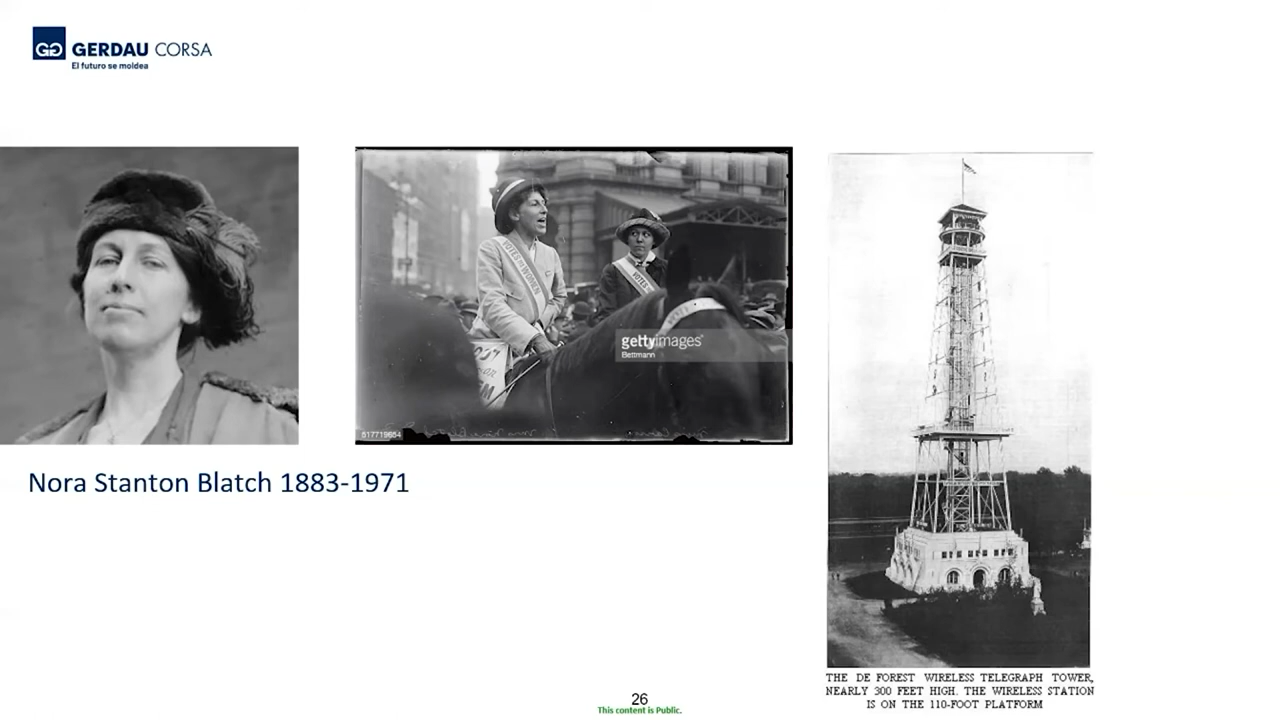 GG GERDAU CORSA
El futuro se moldea
VOTES FOR WOMEN
VOTES
gettyimages®
Bettmann
517719654
Nora Stanton Blatch 1883-1971
THE DE FOREST WIRELESS TELEGRAPH TOWER,
NEARLY 300 FEET HIGH. THE WIRELESS STATION
IS ON THE 110-FOOT PLATFORM
26
This content is Public.